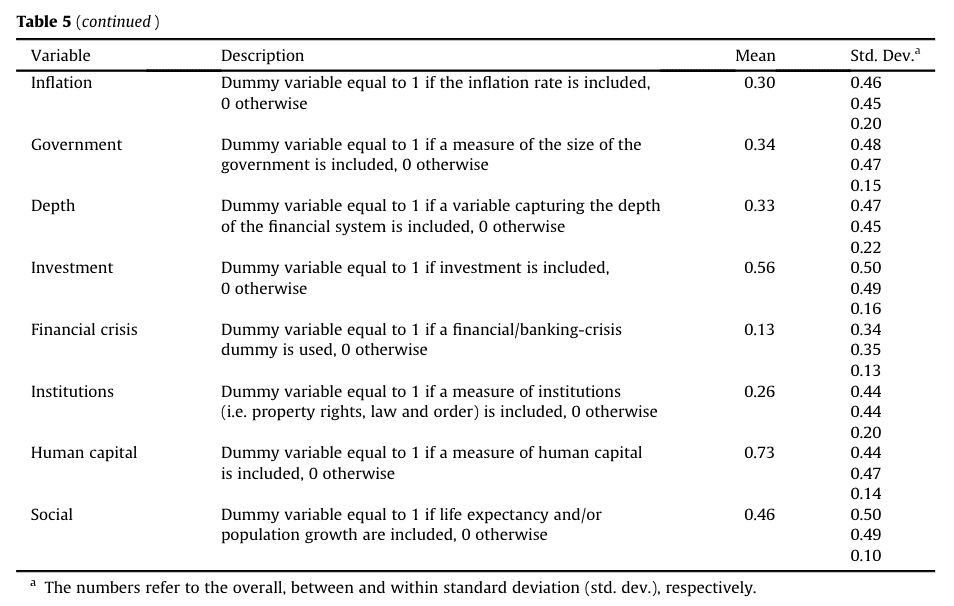 Table 5 (continued)
Variable Description Mean Std. Dev.a
Inflation Dummy variable equal to 1 if the inflation rate is included, 0.30 0.46
0 otherwise 0.45
0.20
Government Dummy variable equal to 1 if a measure of the size of the 0.34 0.48
government is included, 0 otherwise 0.47
0.15
Depth Dummy variable equal to 1 if a variable capturing the depth 0.33 0.47
of the financial system is included, 0 otherwise 0.45
0.22
Investment Dummy variable equal to 1 if investment is included, 0.56 0.50
0 otherwise 0.49
0.16
Financial crisis Dummy variable equal to 1 if a financial/banking-crisis 0.13 0.34
dummy is used, 0 otherwise 0.35
0.13
Institutions Dummy variable equal to 1 if a measure of institutions 0.26 0.44
(i.e. property rights, law and order) is included, 0 otherwise 0.44
0.20
Human capital Dummy variable equal to 1 if a measure of human capital 0.73 0.44
is included, 0 otherwise 0.47
0.14
Social Dummy variable equal to 1 if life expectancy and/or 0.46 0.50
population growth are included, 0 otherwise 0.49
0.10
a The numbers refer to the overall, between and within standard deviation (std. dev.), respectively.